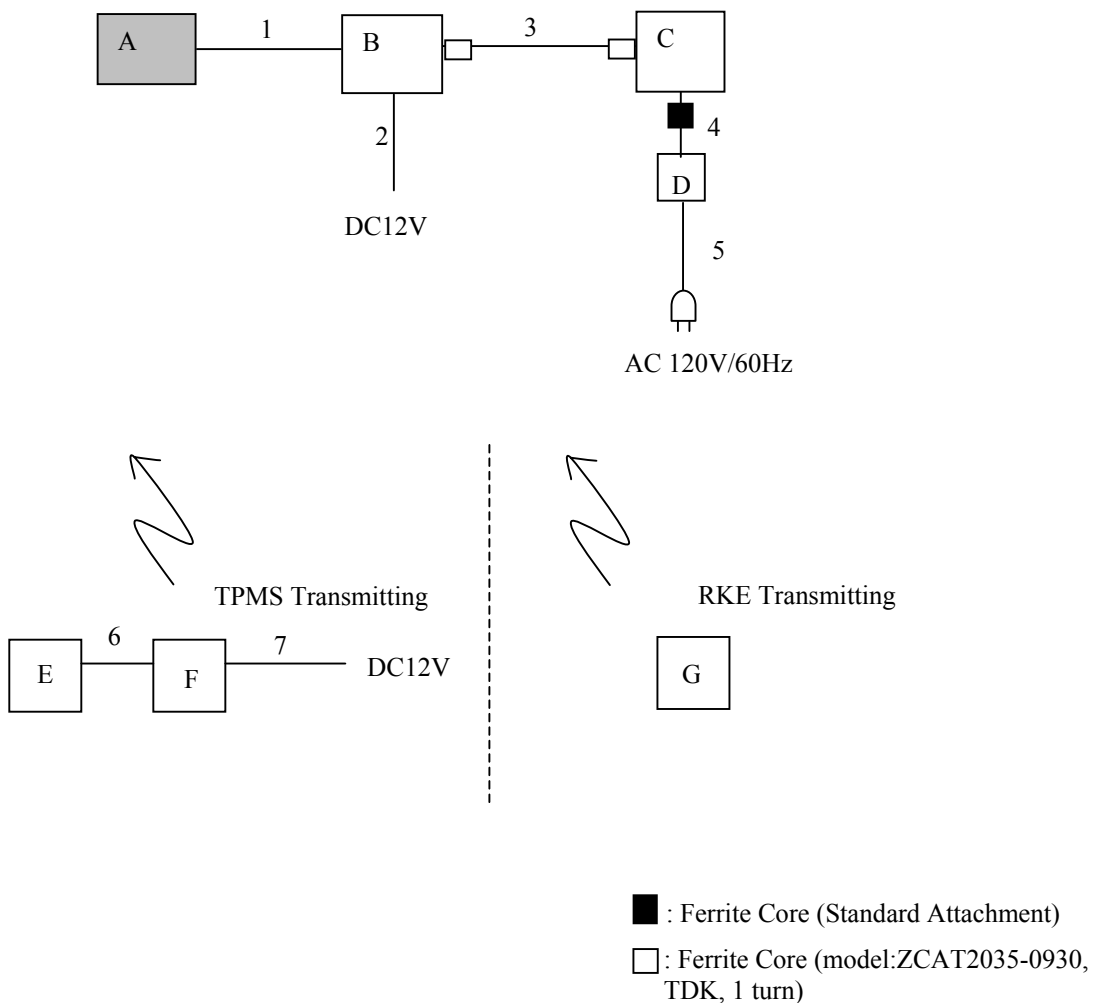 A
1
B
3
C
2
4
D
DC12V
5
AC 120V/60Hz
TPMS Transmitting
RKE Transmitting
E
6
F
7
DC12V
G
: Ferrite Core (Standard Attachment)
: Ferrite Core (model:ZCAT2035-0930,
TDK, 1 turn)